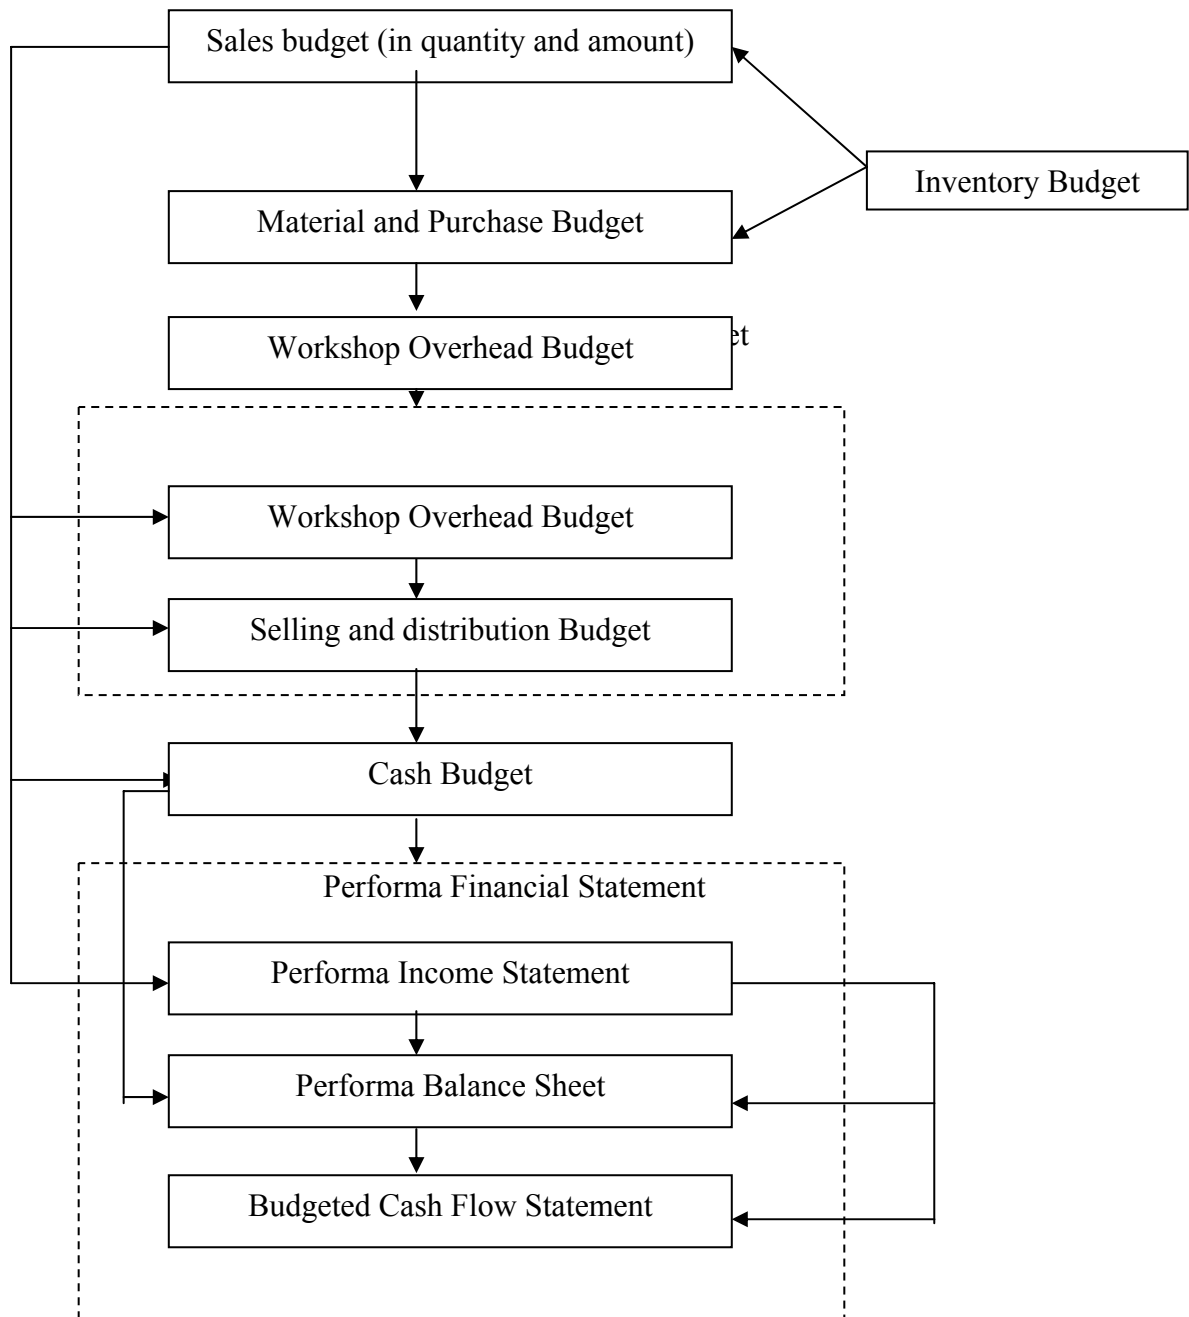 Sales budget (in quantity and amount)
Inventory Budget
Material and Purchase Budget
Workshop Overhead Budget
Workshop Overhead Budget
Selling and distribution Budget
Cash Budget
Performa Financial Statement
Performa Income Statement
Performa Balance Sheet
Budgeted Cash Flow Statement